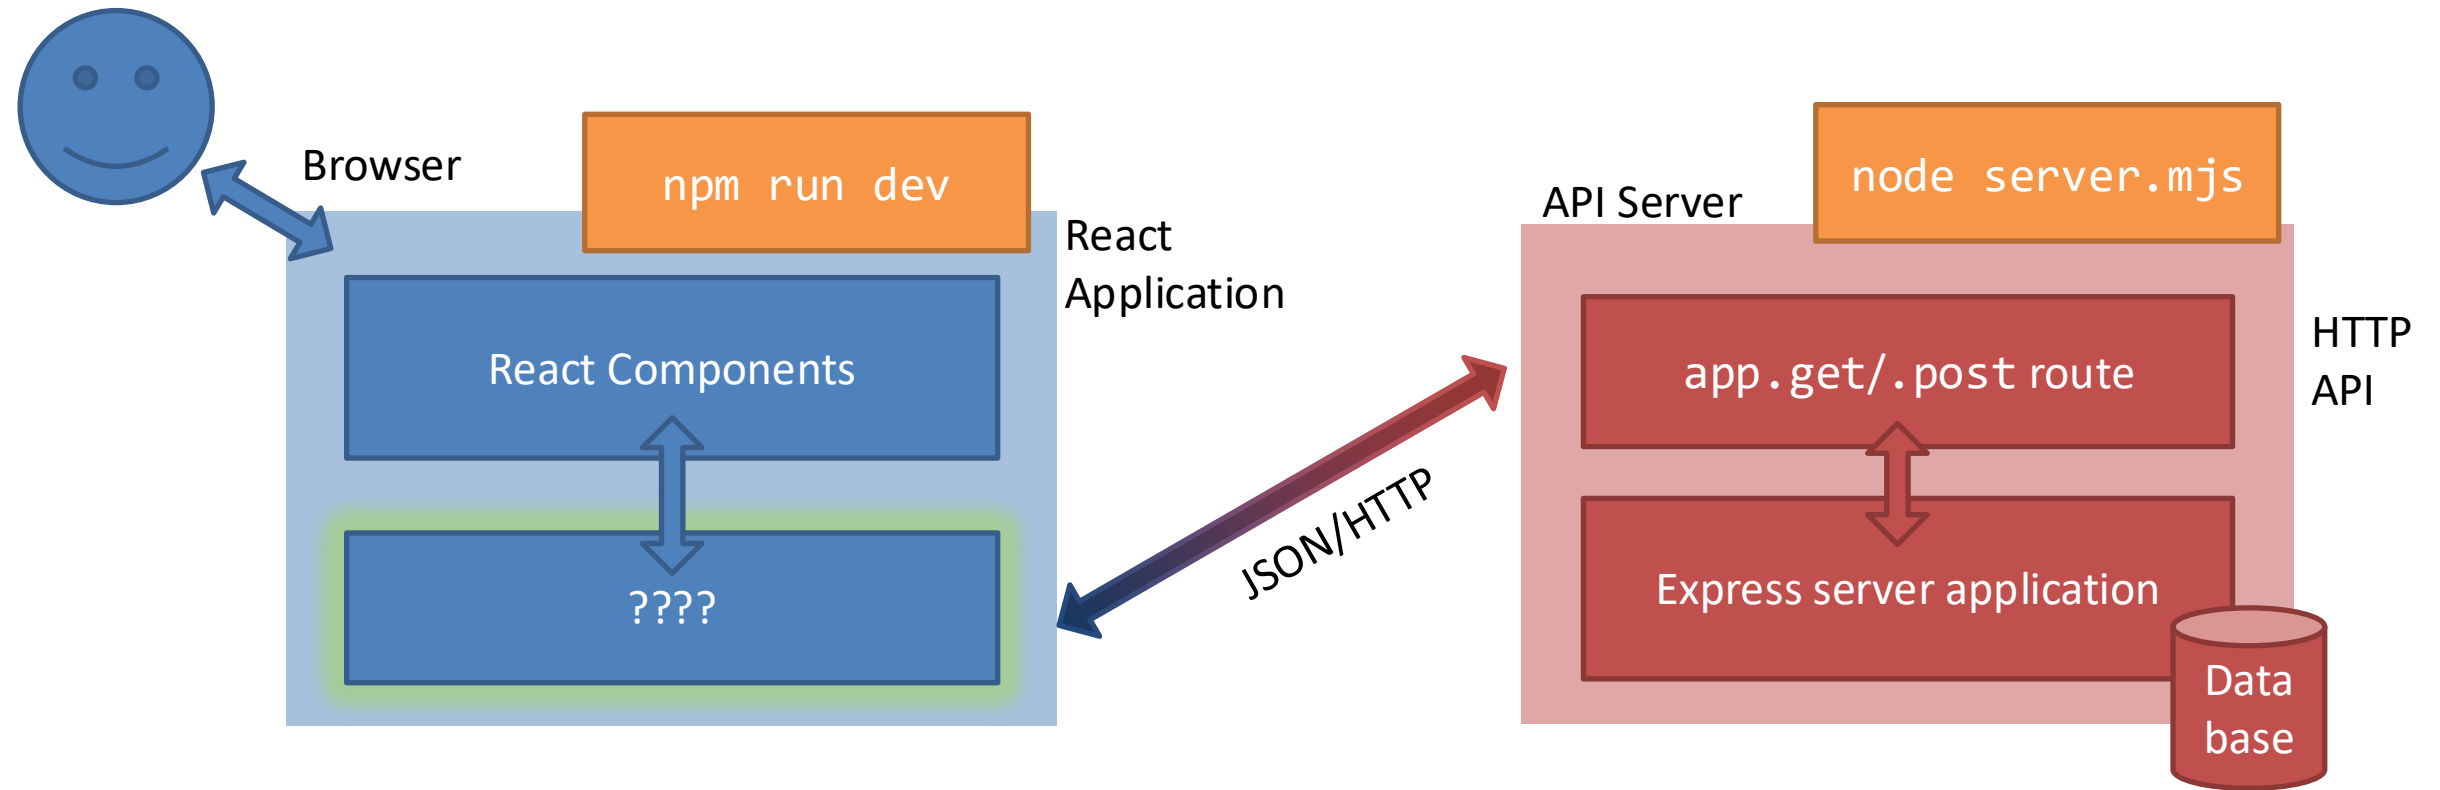 Browser
npm run dev
React
Application
React Components
????
JSON/HTTP
API Server
node server.mjs
HTTP
API
app.get/.post route
Express server application
Data
base